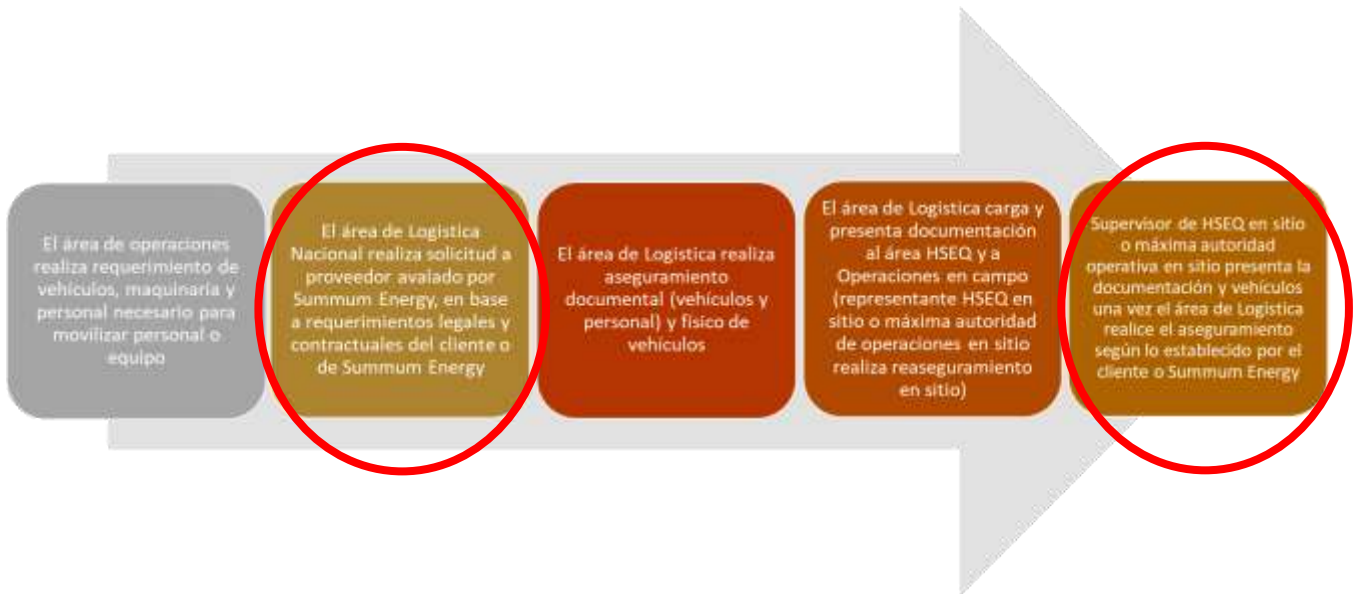 El área de operaciones
realiza requerimiento de
vehículos, maquinaria y
personal necesario para
movilizar personal o
equipo
El área de Logistica
Nacional realiza solicitud a
proveedor avalado por
Summum Energy, en base
a requerimientos legales y
contractuales del cliente o
de Summum Energy
El área de Logistica realiza
aseguramiento
documental (vehículos y
personal) y físico de
vehículos
El área de Logistica carga y
presenta documentación
al área HSEQ y a
Operaciones en campo
(representante HSEQ en
sitio o máxima autoridad
de operaciones en sitio
realiza reaseguramiento
en sitio)
Supervisor de HSEQ en sitio
o máxima autoridad
operativa en sitio presenta la
documentación y vehículos
una vez el área de Logistica
realice el aseguramiento
según lo establecido por el
cliente o Summum Energy